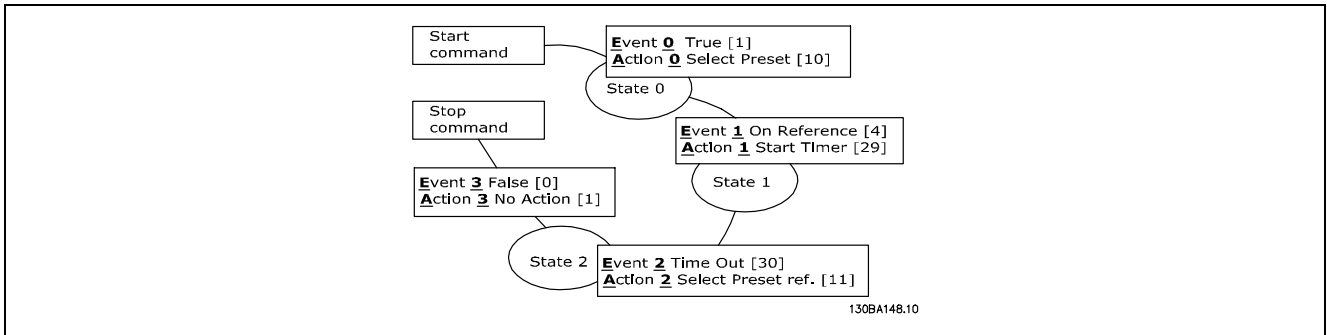 Start
command
Event 0 True [1]
Action 0 Select Preset [10]
State 0
Stop
command
Event 1 On Reference [4]
Action 1 Start Timer [29]
State 1
Event 3 False [0]
Action 3 No Action [1]
State 2
Event 2 Time Out [30]
Action 2 Select Preset ref. [11]
130BA148.10